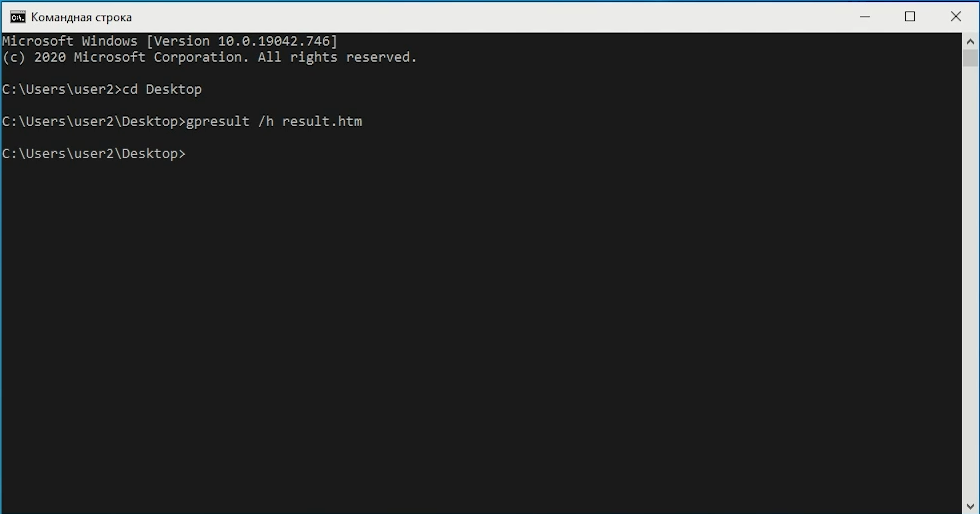 Командная строка
Microsoft Windows [Version 10.0.19042.746]
(c) 2020 Microsoft Corporation. All rights reserved.
C:\Users\user2>cd Desktop
C:\Users\user2\Desktop>gpresult /h result.htm
C:\Users\user2\Desktop>